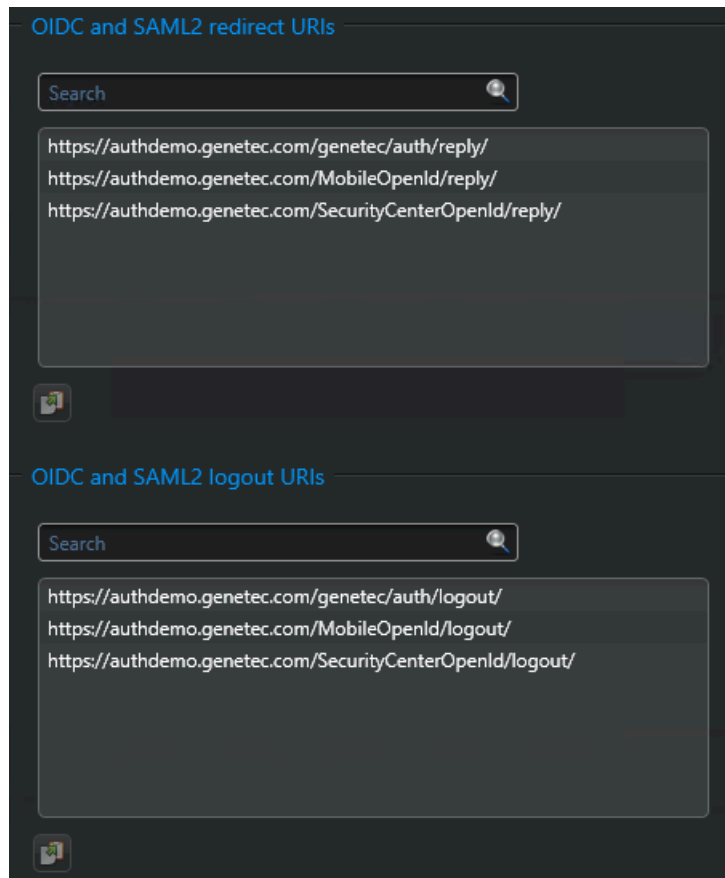 OIDC and SAML2 redirect URIs
Search
https://authdemo.genetec.com/genetec/auth/reply/
https://authdemo.genetec.com/MobileOpenId/reply/
https://authdemo.genetec.com/SecurityCenterOpenId/reply/
OIDC and SAML2 logout URIs
Search
https://authdemo.genetec.com/genetec/auth/logout/
https://authdemo.genetec.com/MobileOpenId/logout/
https://authdemo.genetec.com/SecurityCenterOpenId/logout/